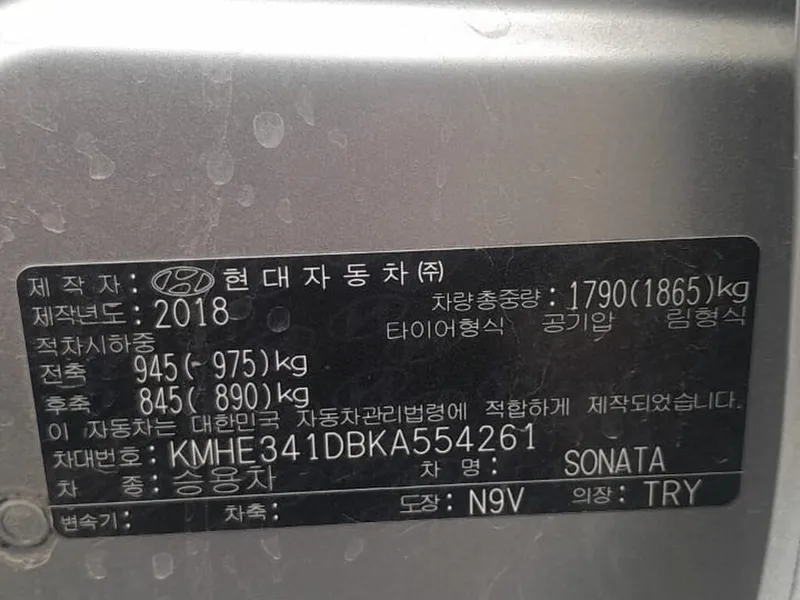 제작자: 현대자동차(주)
제작년도: 2018 차량총중량: 1790(1865)kg
적차시하중 타이어형식 공기압 림형식
전축 945(- 975)kg
후축 845( 890)kg
이 자동차는 대한민국 자동차관리법령에 적합하게 제작되었습니다
차대번호: KMHE341DBKA554261
차 종: 승용차 차 명: SONATA
변속기: 차축: 도장: N9V 의장: TRY